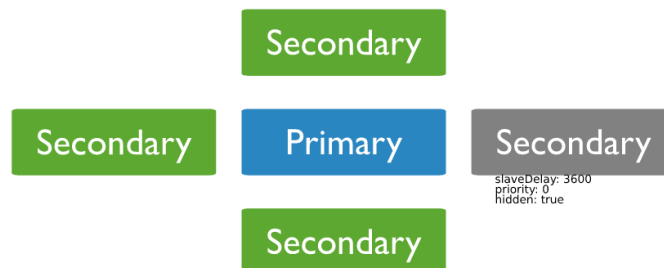 Secondary
Secondary
Primary
Secondary
slaveDelay: 3600
priority: 0
hidden: true
Secondary